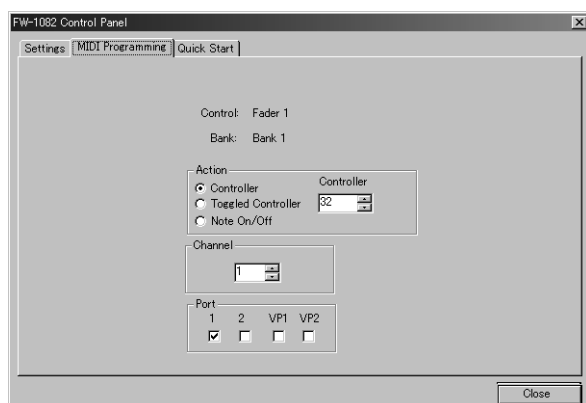 FW-1082 Control Panel
Settings MIDI Programming Quick Start
Control: Fader 1
Bank: Bank 1
Action
Controller
Controller
32
Toggled Controller
Note On/Off
Channel
1
Port
1 2 VP1 VP2
Close